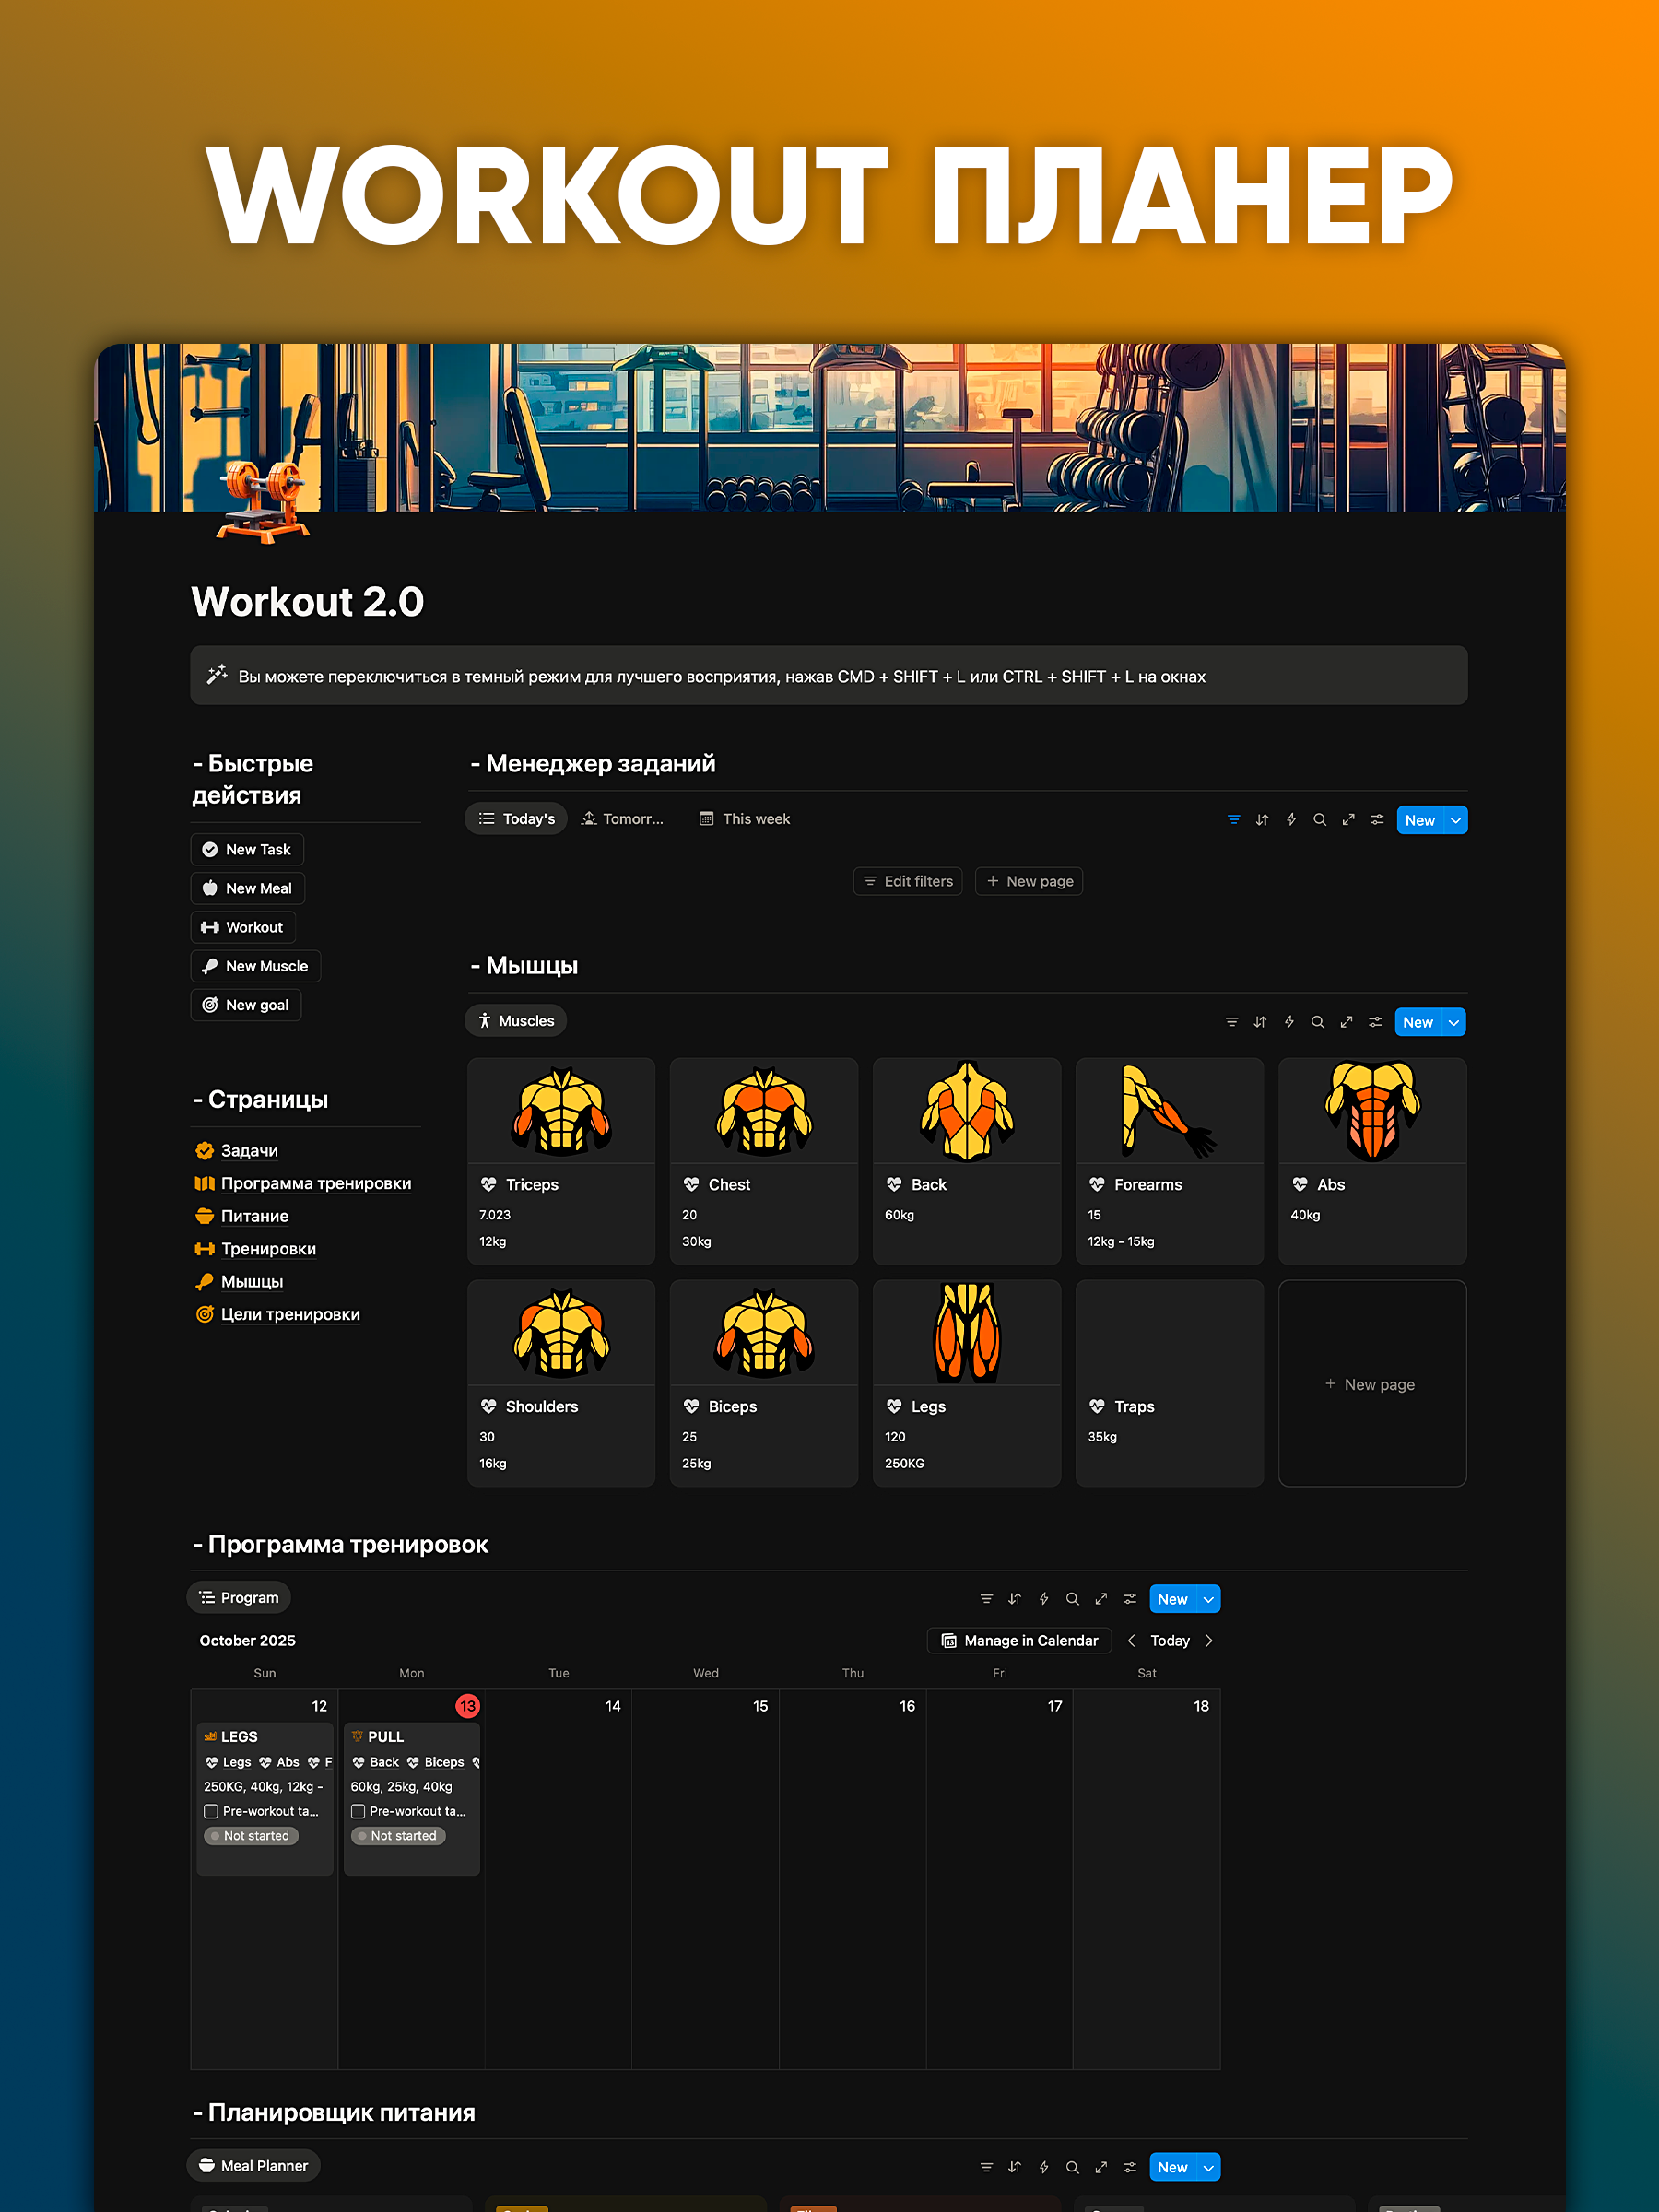 WORKOUT ПЛАНЕР
Workout 2.0
Вы можете переключиться в темный режим для лучшего восприятия, нажав CMD + SHIFT + L или CTRL + SHIFT + L на окнах
- Быстрые
действия
New Task
New Meal
Workout
New Muscle
New goal
- Страницы
Задачи
Программа тренировки
Питание
Тренировки
Мышцы
Цели тренировки
- Менеджер заданий
Today's Tomorr... This week New
Edit filters + New page
- Мышцы
Muscles New
Triceps
7.023
12kg
Chest
20
30kg
Back
60kg
Forearms
15
12kg - 15kg
Abs
40kg
Shoulders
30
16kg
Biceps
25
25kg
Legs
120
250KG
Traps
35kg
+ New page
- Программа тренировок
Program New
October 2025 Manage in Calendar Today
Sun Mon Tue Wed Thu Fri Sat
12 13 14 15 16 17 18
LEGS
Legs Abs F
250KG, 40kg, 12kg -
Pre-workout ta...
Not started
PULL
Back Biceps
60kg, 25kg, 40kg
Pre-workout ta...
Not started
- Планировщик питания
Meal Planner New